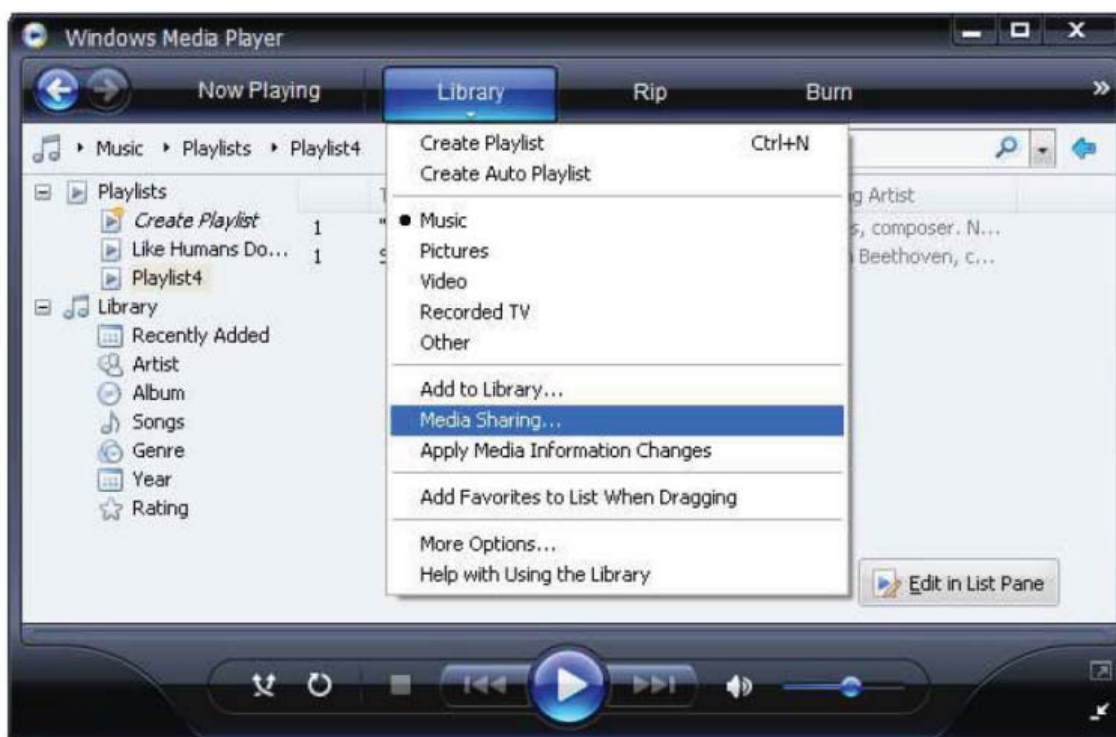 Windows Media Player
Now Playing Library Rip Burn »
Music Playlists Playlist4
Create Playlist Ctrl+N
Create Auto Playlist
Music
Pictures
Video
Recorded TV
Other
Add to Library...
Media Sharing...
Apply Media Information Changes
Add Favorites to List When Dragging
More Options...
Help with Using the Library
Playlists
Create Playlist
Like Humans Do...
Playlist4
Library
Recently Added
Artist
Album
Songs
Genre
Year
Rating
1
1
Artist
, composer. N...
Beethoven, c...
Edit in List Pane